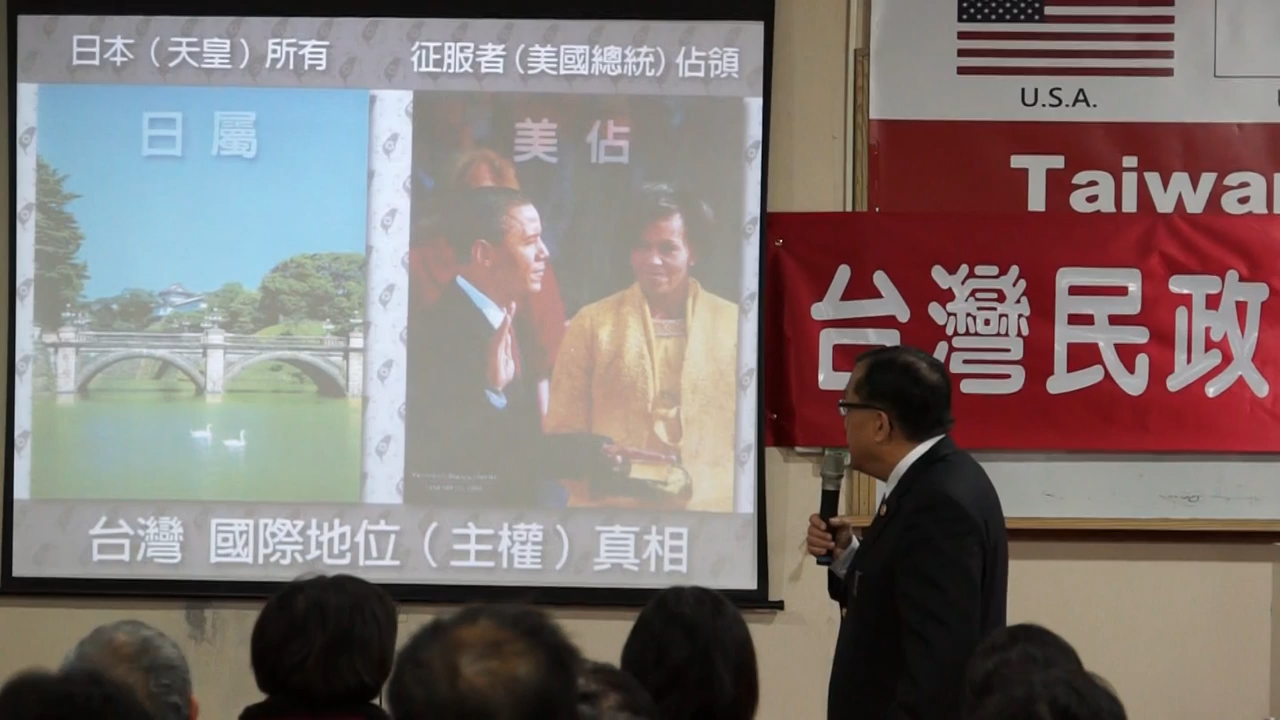 日本（天皇）所有
征服者（美國總統）佔領
日屬
美佔
台灣 國際地位（主權）真相
U.S.A.
Taiwa
台灣民政